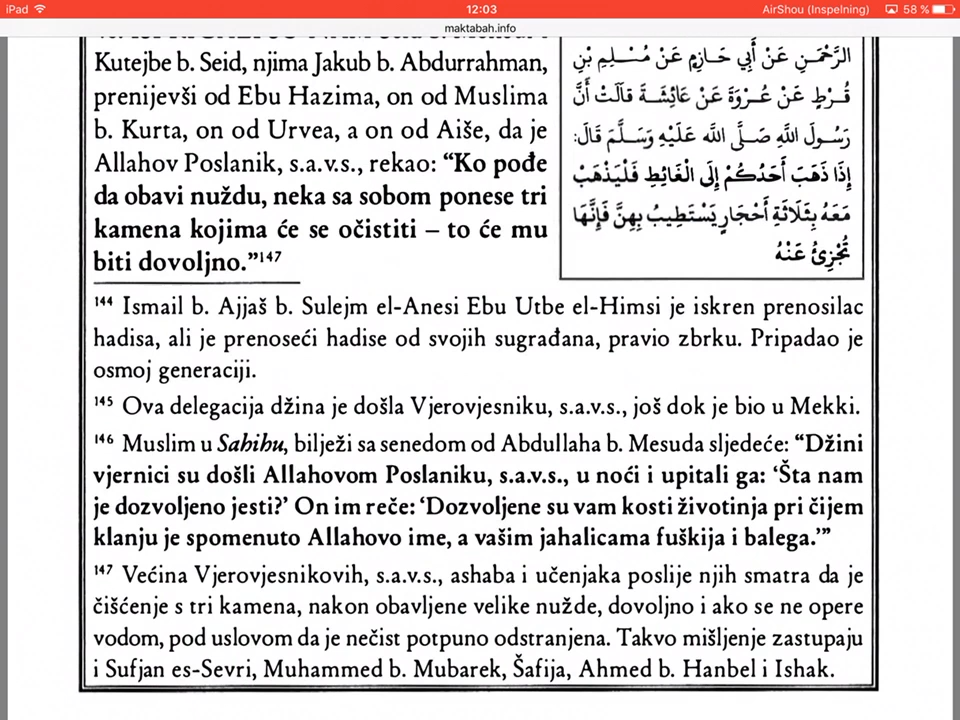 iPad
12:03
AirShou (Inspelning)
58 %
maktabah.info
Kutejbe b. Seid, njima Jakub b. Abdurrahman,
prenijevši od Ebu Hazima, on od Muslima
b. Kurta, on od Urvea, a on od Aiše, da je
Allahov Poslanik, s.a.v.s., rekao: “Ko pođe
da obavi nuždu, neka sa sobom ponese tri
kamena kojima će se očistiti – to će mu
biti dovoljno.”¹⁴⁷
الرَّحْمَنِ عَنْ أَبِي حَازِمٍ عَنْ مُسْلِمِ بْنِ
قُرْطٍ عَنْ عُرْوَةَ عَنْ عَائِشَةَ قَالَتْ أَنَّ
رَسُولَ اللَّهِ صَلَّى اللَّه عَلَيْهِ وَسَلَّمَ قَالَ:
إِذَا ذَهَبَ أَحَدُكُمْ إِلَى الْغَائِطِ فَلْيَذْهَبْ
مَعَهُ بِثَلَاثَةِ أَحْجَارٍ يَسْتَطِيبُ بِهِنَّ فَإِنَّهَا
تُجْزِئُ عَنْهُ
¹⁴⁴ Ismail b. Ajjaš b. Sulejm el-Anesi Ebu Utbe el-Himsi je iskren prenosilac
hadisa, ali je prenoseći hadise od svojih sugrađana, pravio zbrku. Pripadao je
osmoj generaciji.
¹⁴⁵ Ova delegacija džina je došla Vjerovjesniku, s.a.v.s., još dok je bio u Mekki.
¹⁴⁶ Muslim u Sahihu, bilježi sa senedom od Abdullaha b. Mesuda sljedeće: “Džini
vjernici su došli Allahovom Poslaniku, s.a.v.s., u noći i upitali ga: ‘Šta nam
je dozvoljeno jesti?’ On im reče: ‘Dozvoljene su vam kosti životinja pri čijem
klanju je spomenuto Allahovo ime, a vašim jahalicama fuškija i balega.’”
¹⁴⁷ Većina Vjerovjesnikovih, s.a.v.s., ashaba i učenjaka poslije njih smatra da je
čišćenje s tri kamena, nakon obavljene velike nužde, dovoljno i ako se ne opere
vodom, pod uslovom da je nečist potpuno odstranjena. Takvo mišljenje zastupaju
i Sufjan es-Sevri, Muhammed b. Mubarek, Šafija, Ahmed b. Hanbel i Ishak.